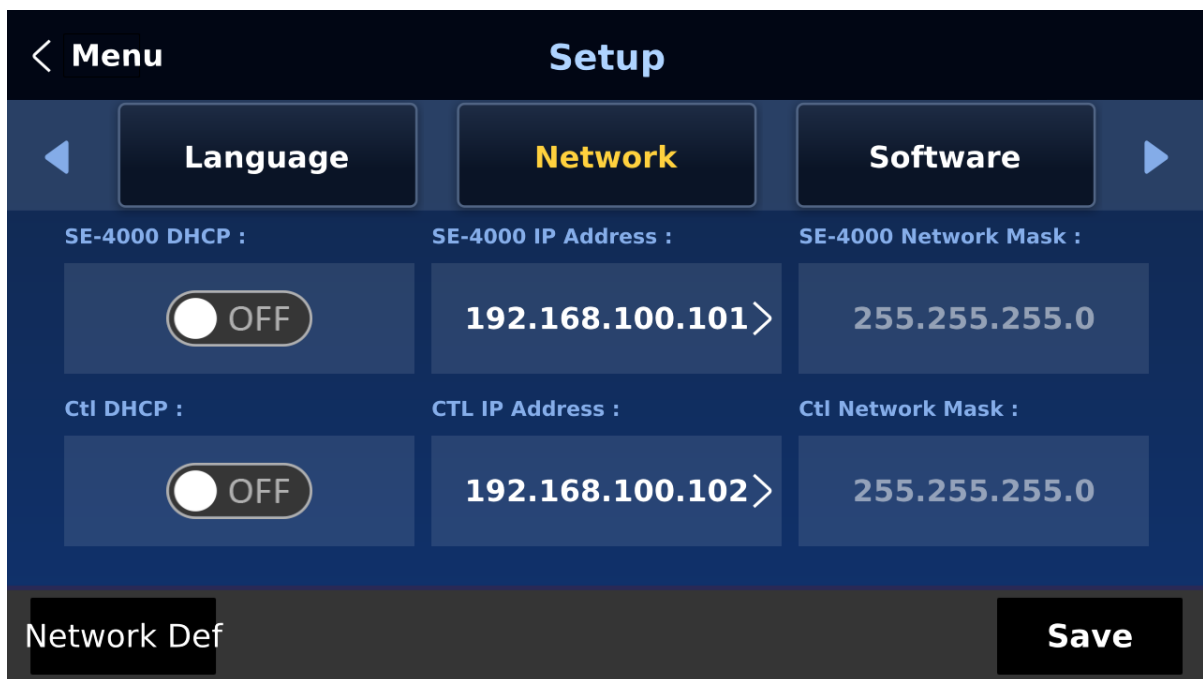 Menu
Setup
Language
Network
Software
SE-4000 DHCP :
SE-4000 IP Address :
SE-4000 Network Mask :
OFF
192.168.100.101
255.255.255.0
Ctl DHCP :
CTL IP Address :
Ctl Network Mask :
OFF
192.168.100.102
255.255.255.0
Network Def
Save